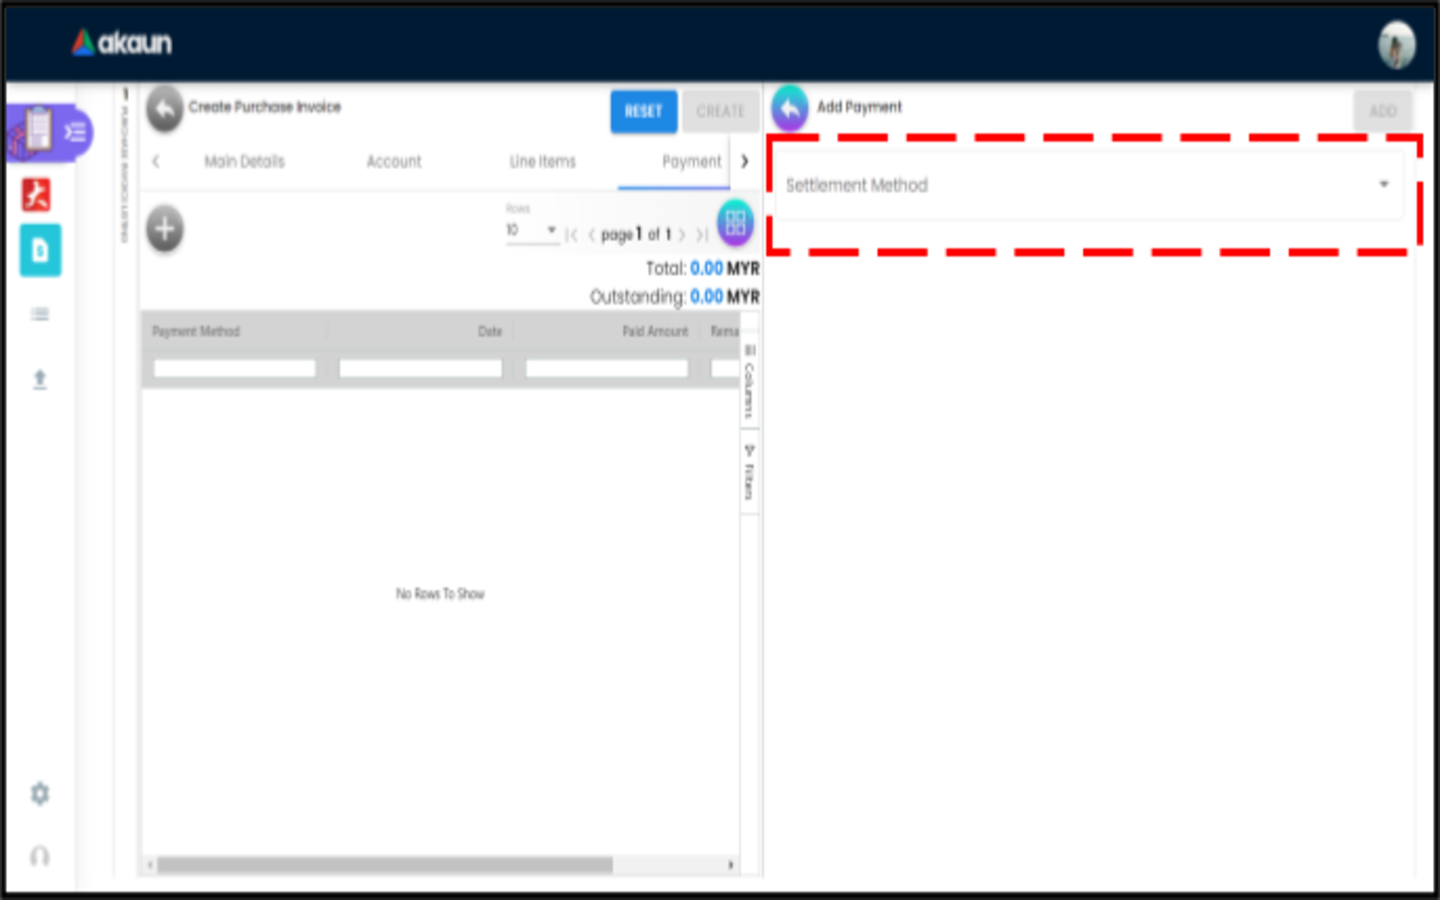 akaun
Create Purchase Invoice
RESET
CREATE
Add Payment
ADD
Main Details
Account
Line Items
Payment
Settlement Method
Rows
10
page 1 of 1
Total: 0.00 MYR
Outstanding: 0.00 MYR
Payment Method
Date
Paid Amount
Rema
Columns
Filters
No Rows To Show